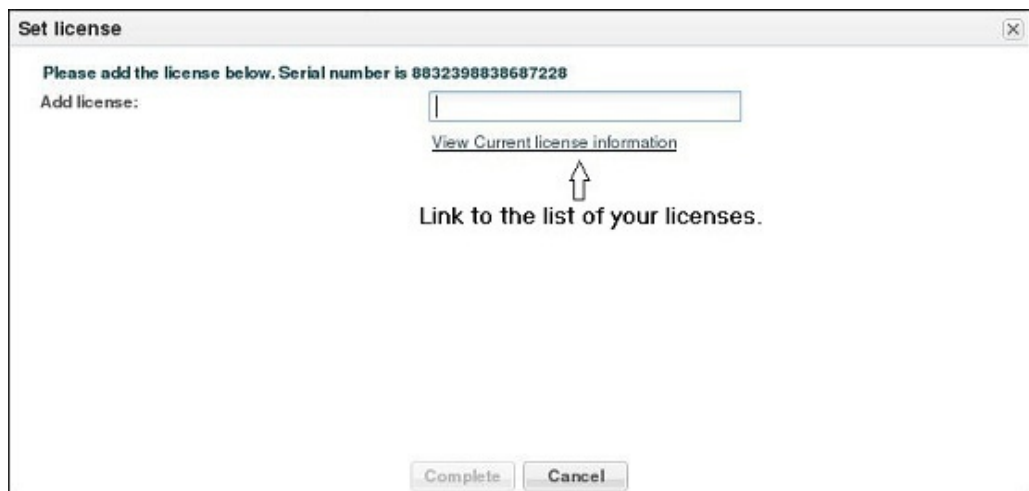 Set license
Please add the license below. Serial number is 8832398838687228
Add license:
View Current license information
Link to the list of your licenses.
Complete Cancel